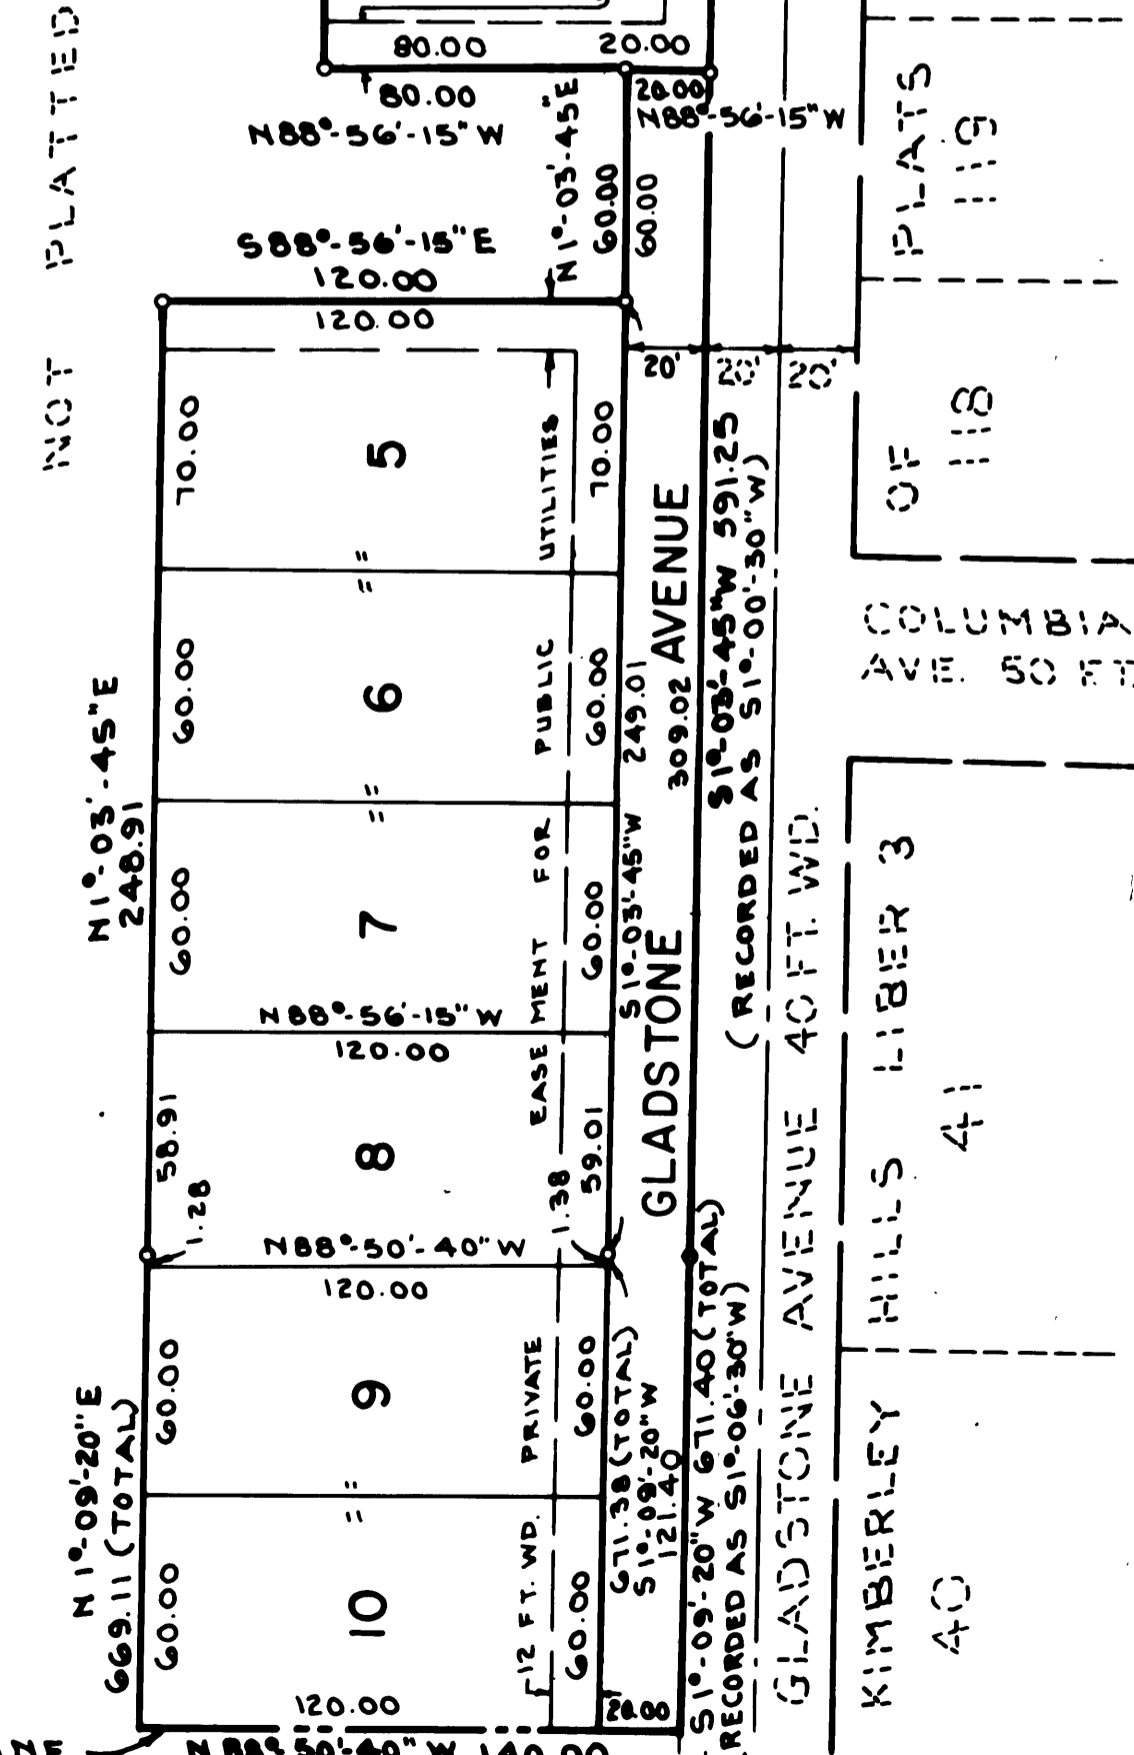 80.00
20.00
80.00
20.00
N88°-56'-15" W
N88°-56'-15" W
N1°-03'-45"E
60.00
60.00
S88°-56'-15" E
120.00
120.00
NOT PLATTED
20'
20'
20'
70.00
5
70.00
"
"
60.00
6
60.00
"
"
60.00
7
60.00
N88°-56'-15" W
120.00
58.91
8
59.01
1.28
1.38
N88°-50'-40" W
120.00
60.00
9
60.00
"
"
60.00
10
60.00
120.00
20.00
N 88° 50'-40" W 140.00
N1°-03'-45"E
248.91
N1°-09'-20"E
669.11 (TOTAL)
12 FT. WD. PRIVATE EASEMENT FOR PUBLIC UTILITIES
S1°-03'-45"W 249.01
309.02
671.38 (TOTAL)
S1°-09'-20"W
121.40
GLADSTONE AVENUE
S1°-03'-45"W 591.25
(RECORDED AS S1°-00'-30"W)
S1°-09'-20"W 671.40 (TOTAL)
RECORDED AS S1°-06'-30"W)
GLADSTONE AVENUE 40 FT. WD.
COLUMBIA
AVE. 50 FT.
KIMBERLEY HILLS LIBER 3 OF PLATS
40
41
118
119